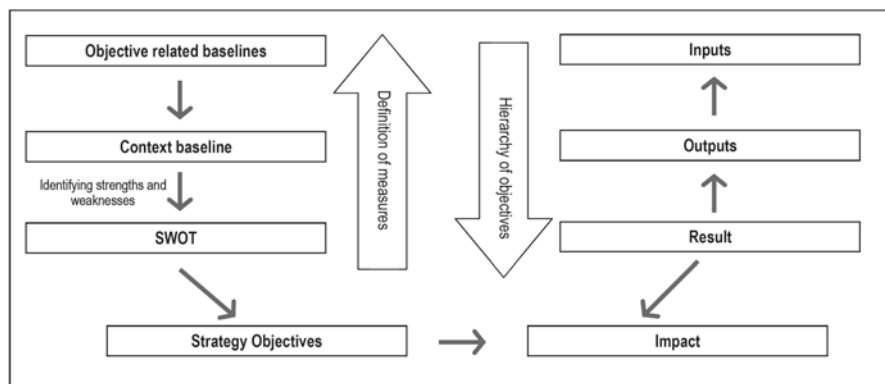 Objective related baselines
Context baseline
Identifying strengths and
weaknesses
SWOT
Strategy Objectives
Definition of measures
Hierarchy of objectives
Inputs
Outputs
Result
Impact